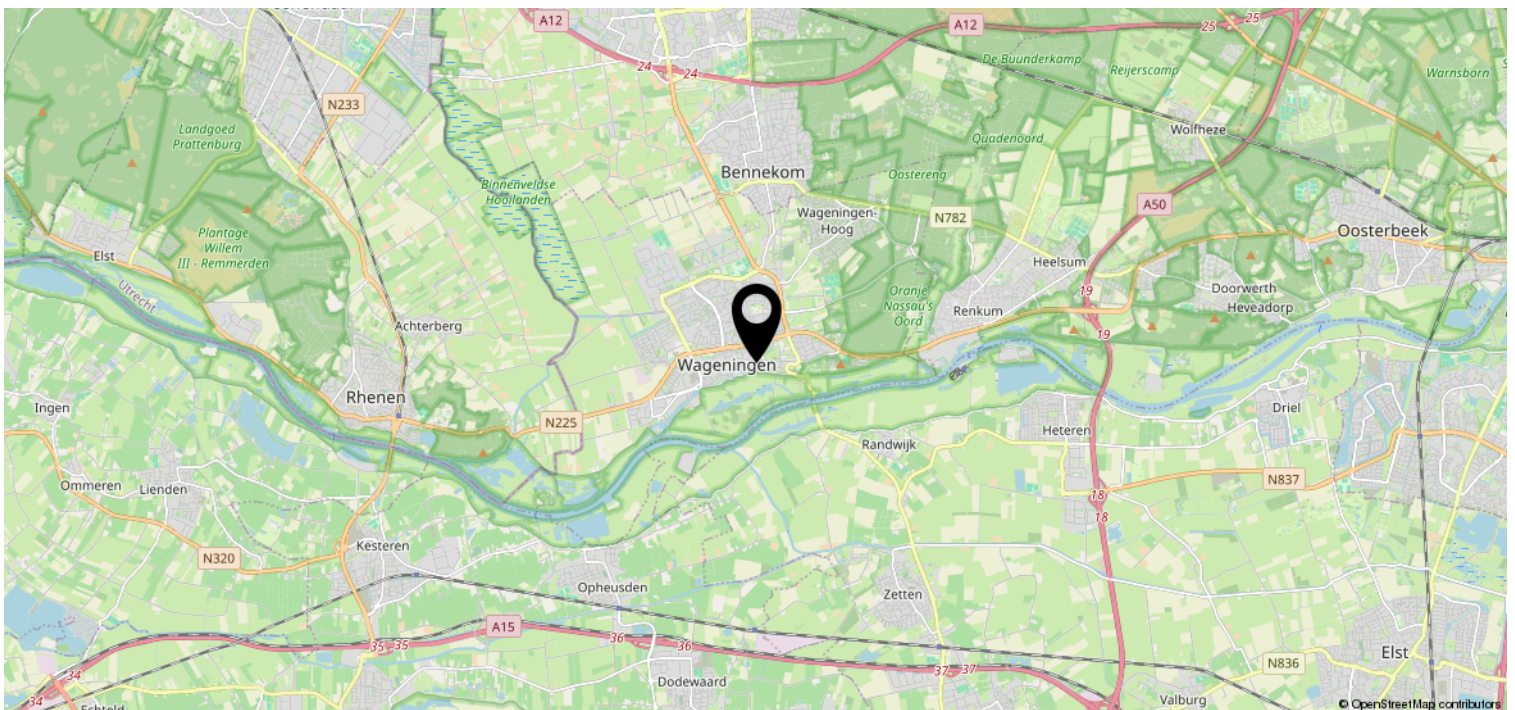 A12
A12
25
25
24
24
De Buunderkamp
Reijerscamp
Warnsborn
N233
Landgoed
Prattenburg
Wolfheze
Quadenoord
Bennekom
Oostereng
Binnenveldse
Hooilanden
A50
Wageningen-
Hoog
N782
Plantage
Willem
III - Remmerden
Oosterbeek
Elst
Heelsum
Utrecht
Oranje
Nassau's
Oord
19
Doorwerth
Heveadorp
Renkum
Achterberg
19
Wageningen
Rhenen
Ingen
Driel
N225
Heteren
Randwijk
Ommeren
Lienden
N837
18
18
Kesteren
N320
Opheusden
Zetten
A15
35
35
36
36
Elst
N836
37
37
34
Dodewaard
34
Valburg
Echteld
© OpenStreetMap contributors